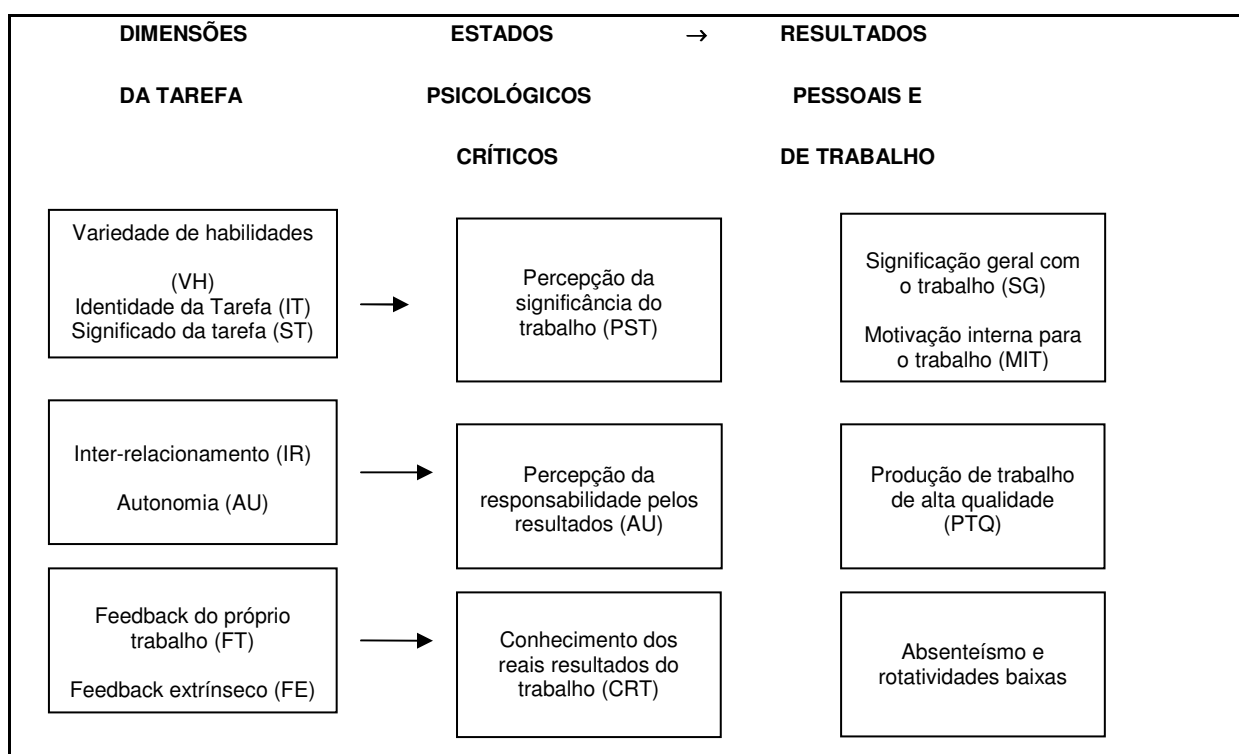 DIMENSÕES
DA TAREFA
ESTADOS →
PSICOLÓGICOS
CRÍTICOS
RESULTADOS
PESSOAIS E
DE TRABALHO
Variedade de habilidades
(VH)
Identidade da Tarefa (IT)
Significado da tarefa (ST)
Percepção da
significância do
trabalho (PST)
Significação geral com
o trabalho (SG)
Motivação interna para
o trabalho (MIT)
Inter-relacionamento (IR)
Autonomia (AU)
Percepção da
responsabilidade pelos
resultados (AU)
Produção de trabalho
de alta qualidade
(PTQ)
Feedback do próprio
trabalho (FT)
Feedback extrínseco (FE)
Conhecimento dos
reais resultados do
trabalho (CRT)
Absenteísmo e
rotatividades baixas